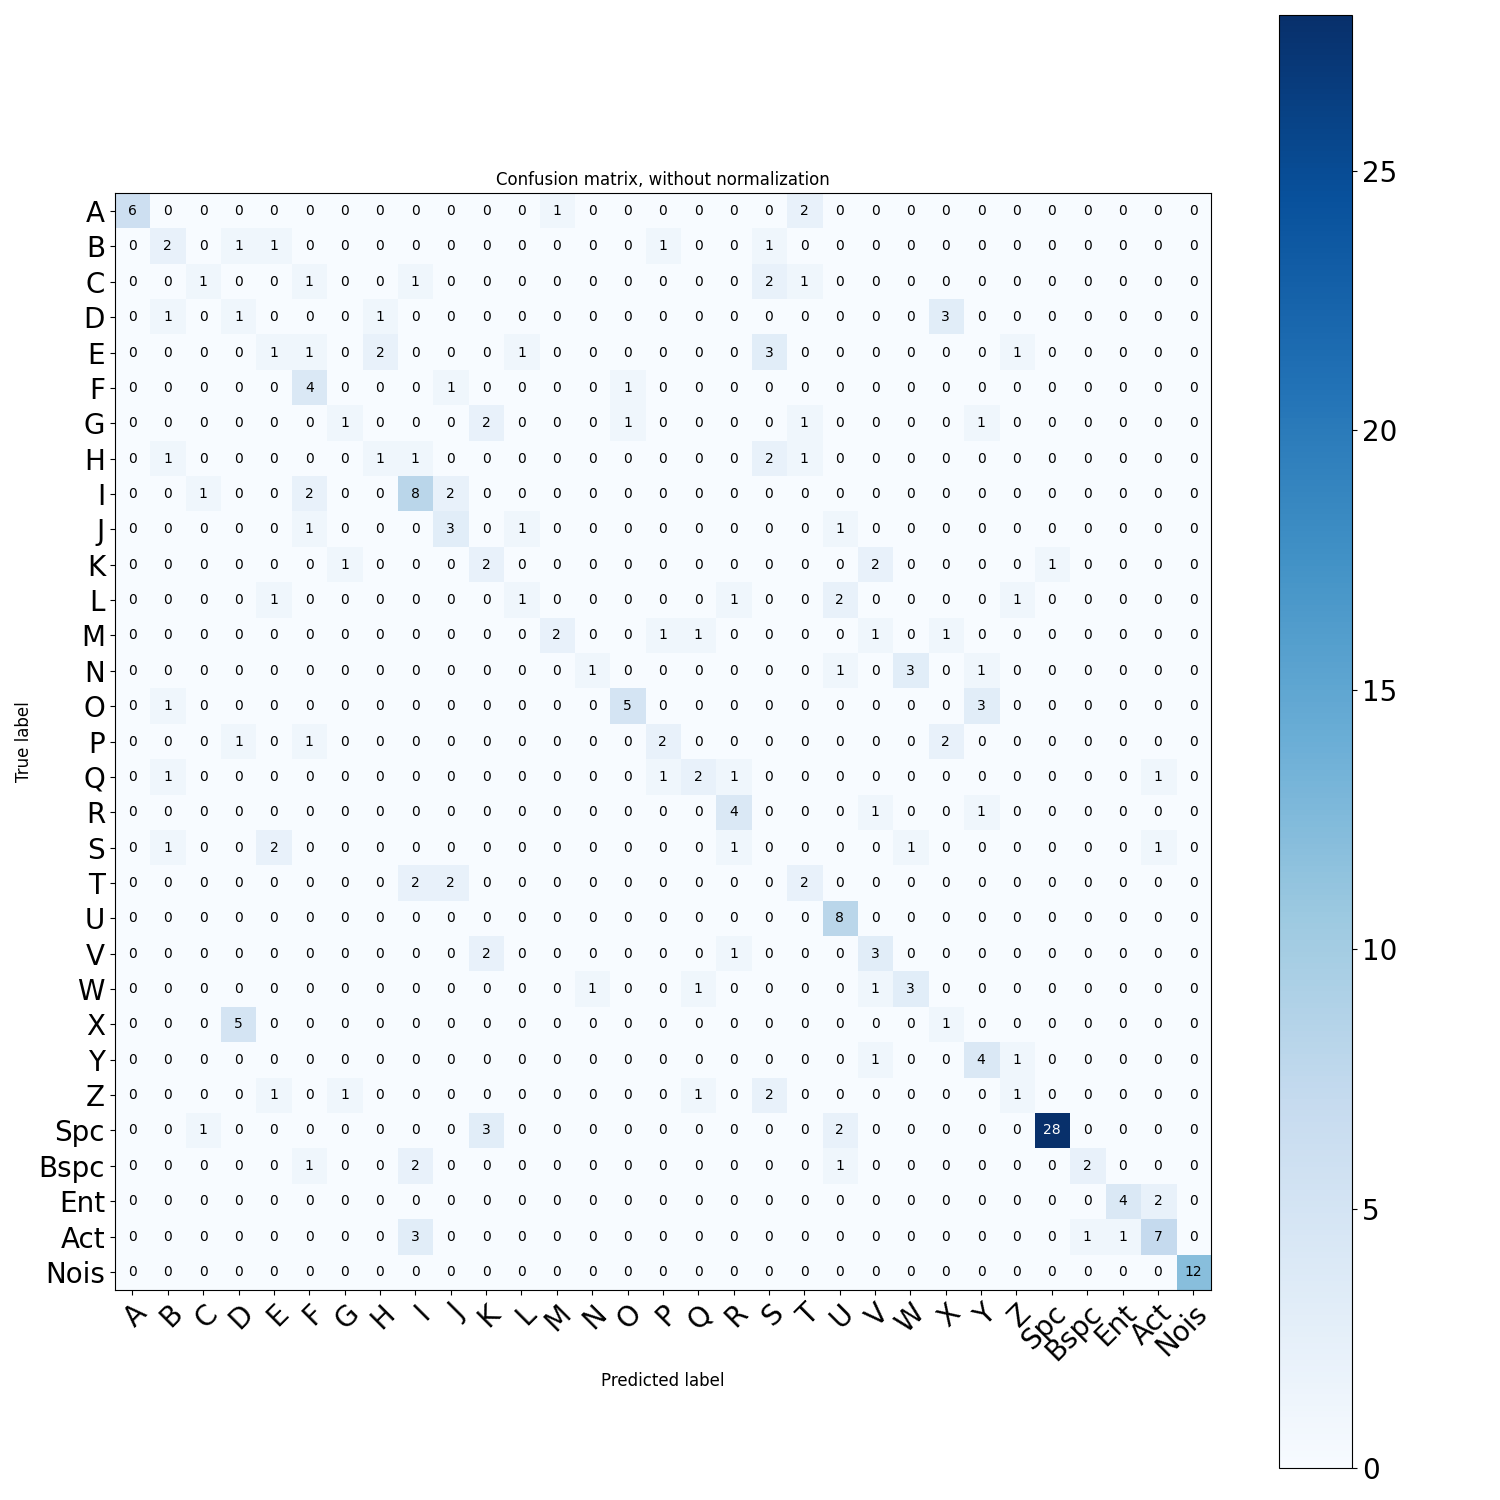 Confusion matrix, without normalization
True label
A 6 0 0 0 0 0 0 0 0 0 0 0 1 0 0 0 0 0 0 2 0 0 0 0 0 0 0 0 0 0 0
B 0 2 0 1 1 0 0 0 0 0 0 0 0 0 0 1 0 0 1 0 0 0 0 0 0 0 0 0 0 0 0
C 0 0 1 0 0 1 0 0 1 0 0 0 0 0 0 0 0 0 2 1 0 0 0 0 0 0 0 0 0 0 0
D 0 1 0 1 0 0 0 1 0 0 0 0 0 0 0 0 0 0 0 0 0 0 0 3 0 0 0 0 0 0 0
E 0 0 0 0 1 1 0 2 0 0 0 1 0 0 0 0 0 0 3 0 0 0 0 0 0 1 0 0 0 0 0
F 0 0 0 0 0 4 0 0 0 1 0 0 0 0 1 0 0 0 0 0 0 0 0 0 0 0 0 0 0 0 0
G 0 0 0 0 0 0 1 0 0 0 2 0 0 0 1 0 0 0 0 1 0 0 0 0 1 0 0 0 0 0 0
H 0 1 0 0 0 0 0 1 1 0 0 0 0 0 0 0 0 0 2 1 0 0 0 0 0 0 0 0 0 0 0
I 0 0 1 0 0 2 0 0 8 2 0 0 0 0 0 0 0 0 0 0 0 0 0 0 0 0 0 0 0 0 0
J 0 0 0 0 0 1 0 0 0 3 0 1 0 0 0 0 0 0 0 0 1 0 0 0 0 0 0 0 0 0 0
K 0 0 0 0 0 0 1 0 0 0 2 0 0 0 0 0 0 0 0 0 0 2 0 0 0 0 1 0 0 0 0
L 0 0 0 0 1 0 0 0 0 0 0 1 0 0 0 0 0 1 0 0 2 0 0 0 0 1 0 0 0 0 0
M 0 0 0 0 0 0 0 0 0 0 0 0 2 0 0 1 1 0 0 0 0 1 0 1 0 0 0 0 0 0 0
N 0 0 0 0 0 0 0 0 0 0 0 0 0 1 0 0 0 0 0 0 1 0 3 0 1 0 0 0 0 0 0
O 0 1 0 0 0 0 0 0 0 0 0 0 0 0 5 0 0 0 0 0 0 0 0 0 3 0 0 0 0 0 0
P 0 0 0 1 0 1 0 0 0 0 0 0 0 0 0 2 0 0 0 0 0 0 0 2 0 0 0 0 0 0 0
Q 0 1 0 0 0 0 0 0 0 0 0 0 0 0 0 1 2 1 0 0 0 0 0 0 0 0 0 0 0 1 0
R 0 0 0 0 0 0 0 0 0 0 0 0 0 0 0 0 0 4 0 0 0 1 0 0 1 0 0 0 0 0 0
S 0 1 0 0 2 0 0 0 0 0 0 0 0 0 0 0 0 1 0 0 0 0 1 0 0 0 0 0 0 1 0
T 0 0 0 0 0 0 0 0 2 2 0 0 0 0 0 0 0 0 0 2 0 0 0 0 0 0 0 0 0 0 0
U 0 0 0 0 0 0 0 0 0 0 0 0 0 0 0 0 0 0 0 0 8 0 0 0 0 0 0 0 0 0 0
V 0 0 0 0 0 0 0 0 0 0 2 0 0 0 0 0 0 1 0 0 0 3 0 0 0 0 0 0 0 0 0
W 0 0 0 0 0 0 0 0 0 0 0 0 0 1 0 0 1 0 0 0 0 1 3 0 0 0 0 0 0 0 0
X 0 0 0 5 0 0 0 0 0 0 0 0 0 0 0 0 0 0 0 0 0 0 0 1 0 0 0 0 0 0 0
Y 0 0 0 0 0 0 0 0 0 0 0 0 0 0 0 0 0 0 0 0 0 1 0 0 4 1 0 0 0 0 0
Z 0 0 0 0 1 0 1 0 0 0 0 0 0 0 0 0 1 0 2 0 0 0 0 0 0 1 0 0 0 0 0
Spc 0 0 1 0 0 0 0 0 0 0 3 0 0 0 0 0 0 0 0 0 2 0 0 0 0 0 28 0 0 0 0
Bspc 0 0 0 0 0 1 0 0 2 0 0 0 0 0 0 0 0 0 0 0 1 0 0 0 0 0 0 2 0 0 0
Ent 0 0 0 0 0 0 0 0 0 0 0 0 0 0 0 0 0 0 0 0 0 0 0 0 0 0 0 0 4 2 0
Act 0 0 0 0 0 0 0 0 3 0 0 0 0 0 0 0 0 0 0 0 0 0 0 0 0 0 0 1 1 7 0
Nois 0 0 0 0 0 0 0 0 0 0 0 0 0 0 0 0 0 0 0 0 0 0 0 0 0 0 0 0 0 0 12
A B C D E F G H I J K L M N O P Q R S T U V W X Y Z Spc Bspc Ent Act Nois
Predicted label
25
20
15
10
5
0